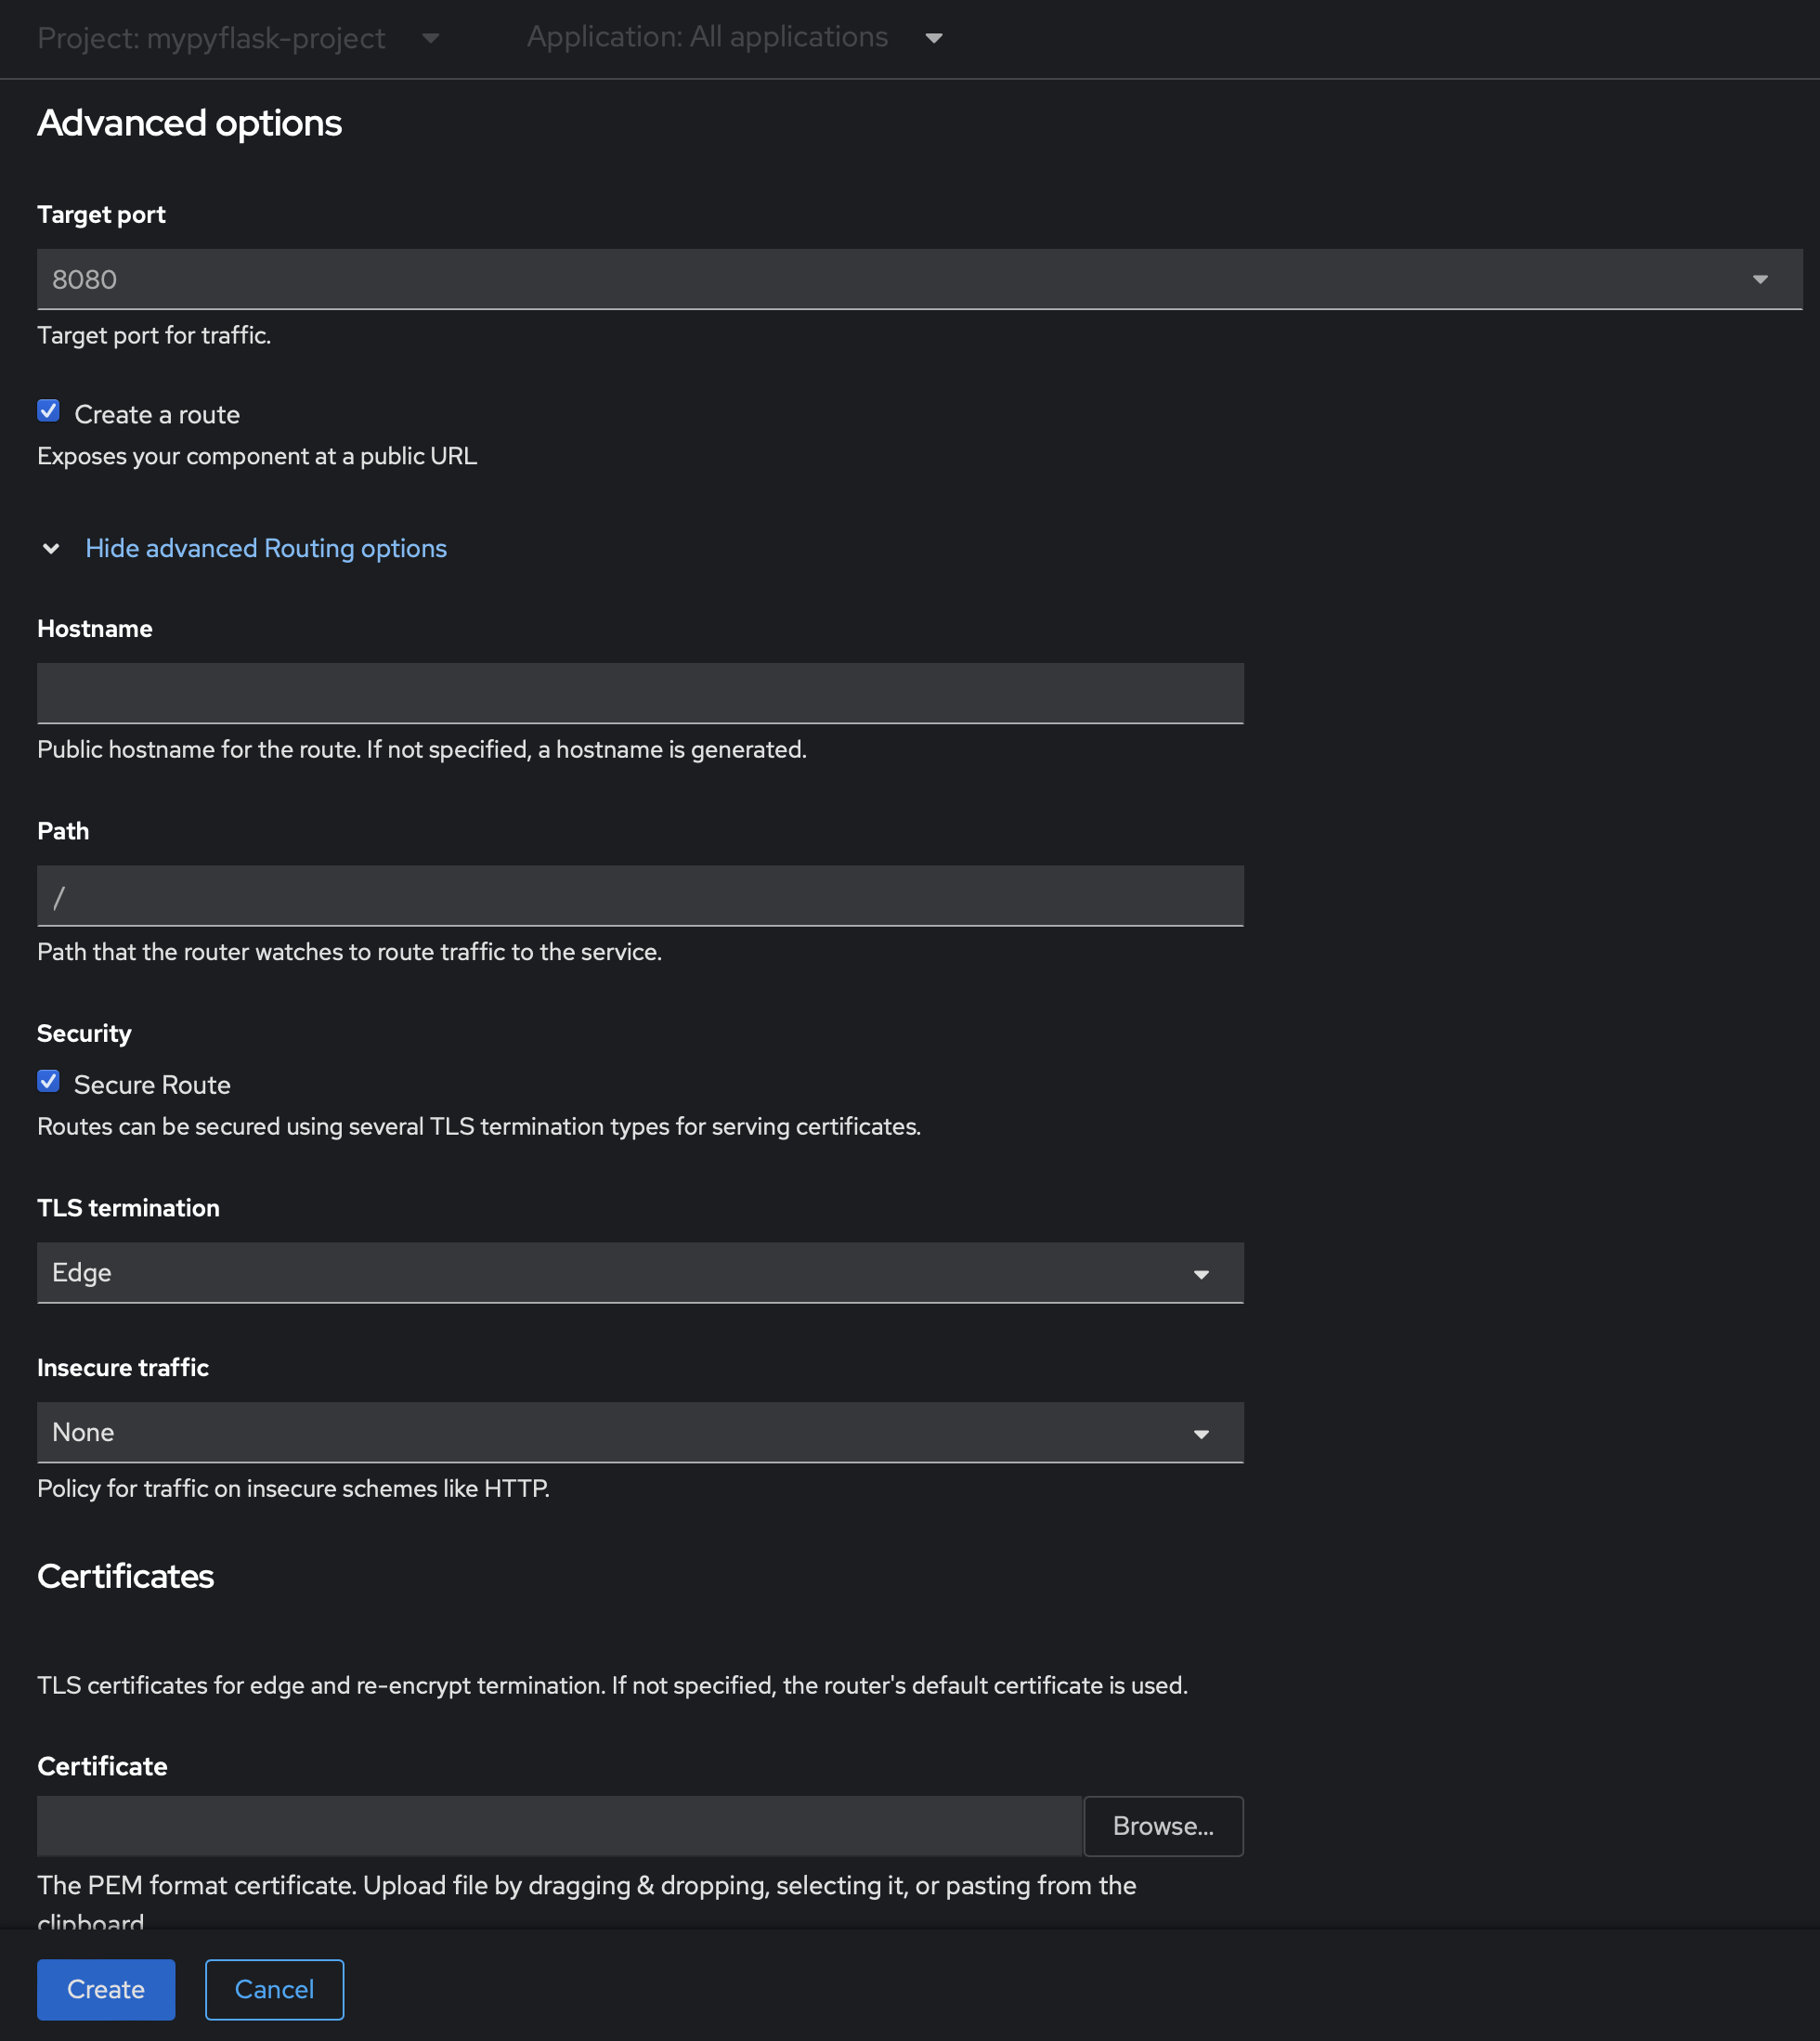 Project: mypyflask-project Application: All applications
Advanced options
Target port
8080
Target port for traffic.
Create a route
Exposes your component at a public URL
Hide advanced Routing options
Hostname
Public hostname for the route. If not specified, a hostname is generated.
Path
/
Path that the router watches to route traffic to the service.
Security
Secure Route
Routes can be secured using several TLS termination types for serving certificates.
TLS termination
Edge
Insecure traffic
None
Policy for traffic on insecure schemes like HTTP.
Certificates
TLS certificates for edge and re-encrypt termination. If not specified, the router's default certificate is used.
Certificate
Browse...
The PEM format certificate. Upload file by dragging & dropping, selecting it, or pasting from the
clipboard
Create Cancel